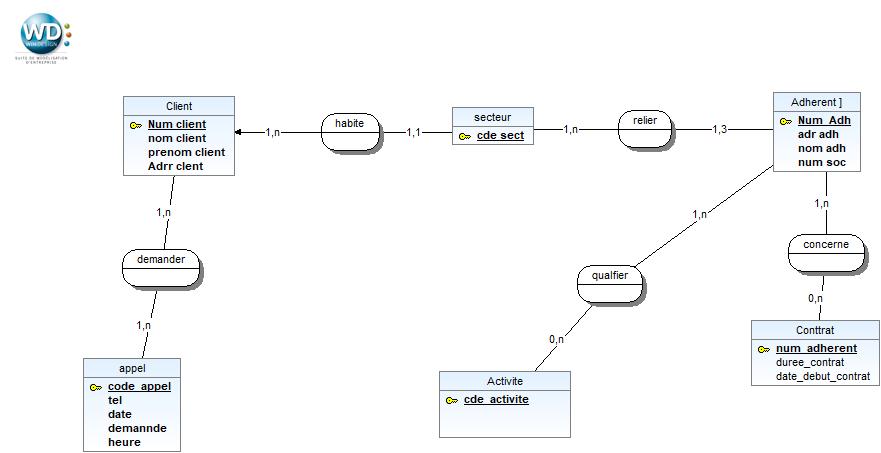 WD
WIN DESIGN
SUITE DE MODÉLISATION
D'ENTREPRISE
Client
Num client
nom client
prenom client
Adrr clent
1,n
habite
1,1
secteur
cde sect
1,n
relier
1,3
Adherent ]
Num_Adh
adr adh
nom adh
num soc
1,n
demander
1,n
appel
code_appel
tel
date
demannde
heure
1,n
qualfier
0,n
Activite
cde_activite
1,n
concerne
0,n
Conttrat
num_adherent
duree_contrat
date_debut_contrat